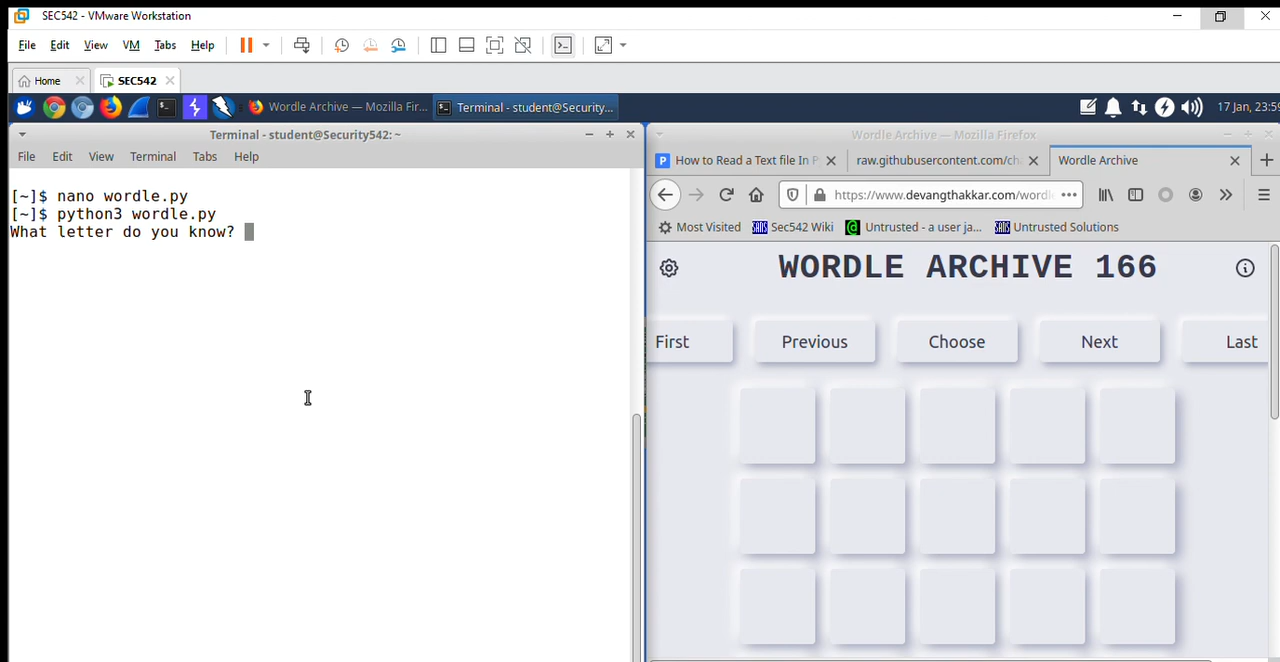 SEC542 - VMware Workstation
File Edit View VM Tabs Help
Home SEC542
Wordle Archive — Mozilla Fir... Terminal - student@Security... 17 Jan, 23:59
Terminal - student@Security542: ~
File Edit View Terminal Tabs Help
[~]$ nano wordle.py
[~]$ python3 wordle.py
What letter do you know?
Wordle Archive — Mozilla Firefox
How to Read a Text file In P raw.githubusercontent.com/ch Wordle Archive
https://www.devangthakkar.com/wordl
Most Visited Sec542 Wiki Untrusted - a user ja... Untrusted Solutions
WORDLE ARCHIVE 166
First Previous Choose Next Last